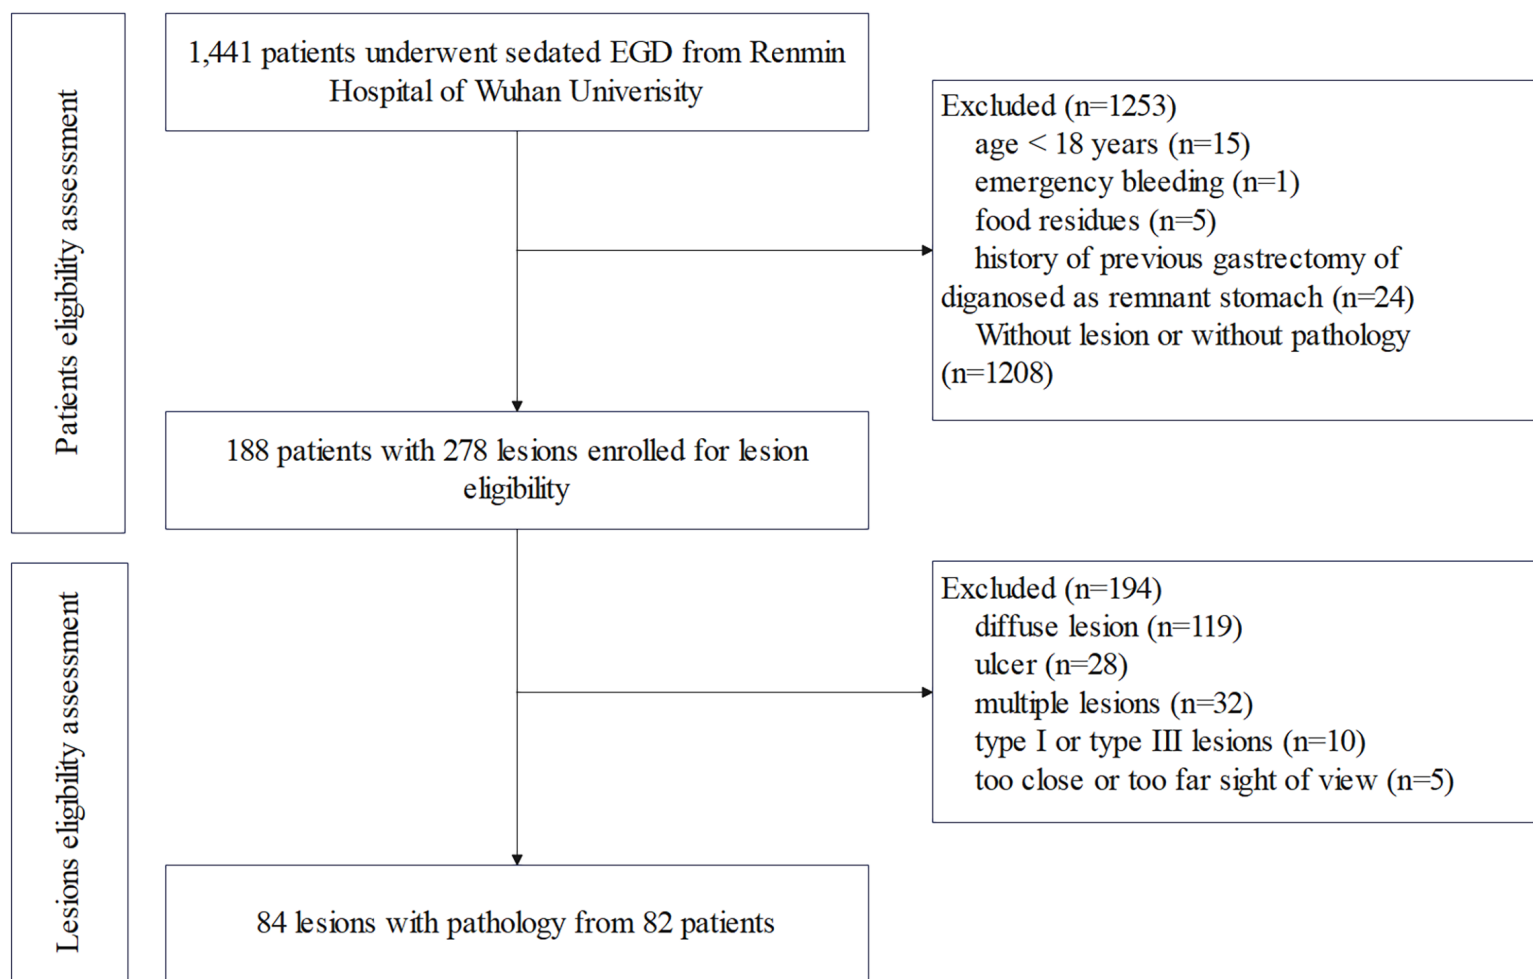 Patients eligibility assessment
1,441 patients underwent sedated EGD from Renmin
Hospital of Wuhan Univerisity
Excluded (n=1253)
age < 18 years (n=15)
emergency bleeding (n=1)
food residues (n=5)
history of previous gastrectomy of
diganosed as remnant stomach (n=24)
Without lesion or without pathology
(n=1208)
188 patients with 278 lesions enrolled for lesion
eligibility
Lesions eligibility assessment
Excluded (n=194)
diffuse lesion (n=119)
ulcer (n=28)
multiple lesions (n=32)
type I or type III lesions (n=10)
too close or too far sight of view (n=5)
84 lesions with pathology from 82 patients